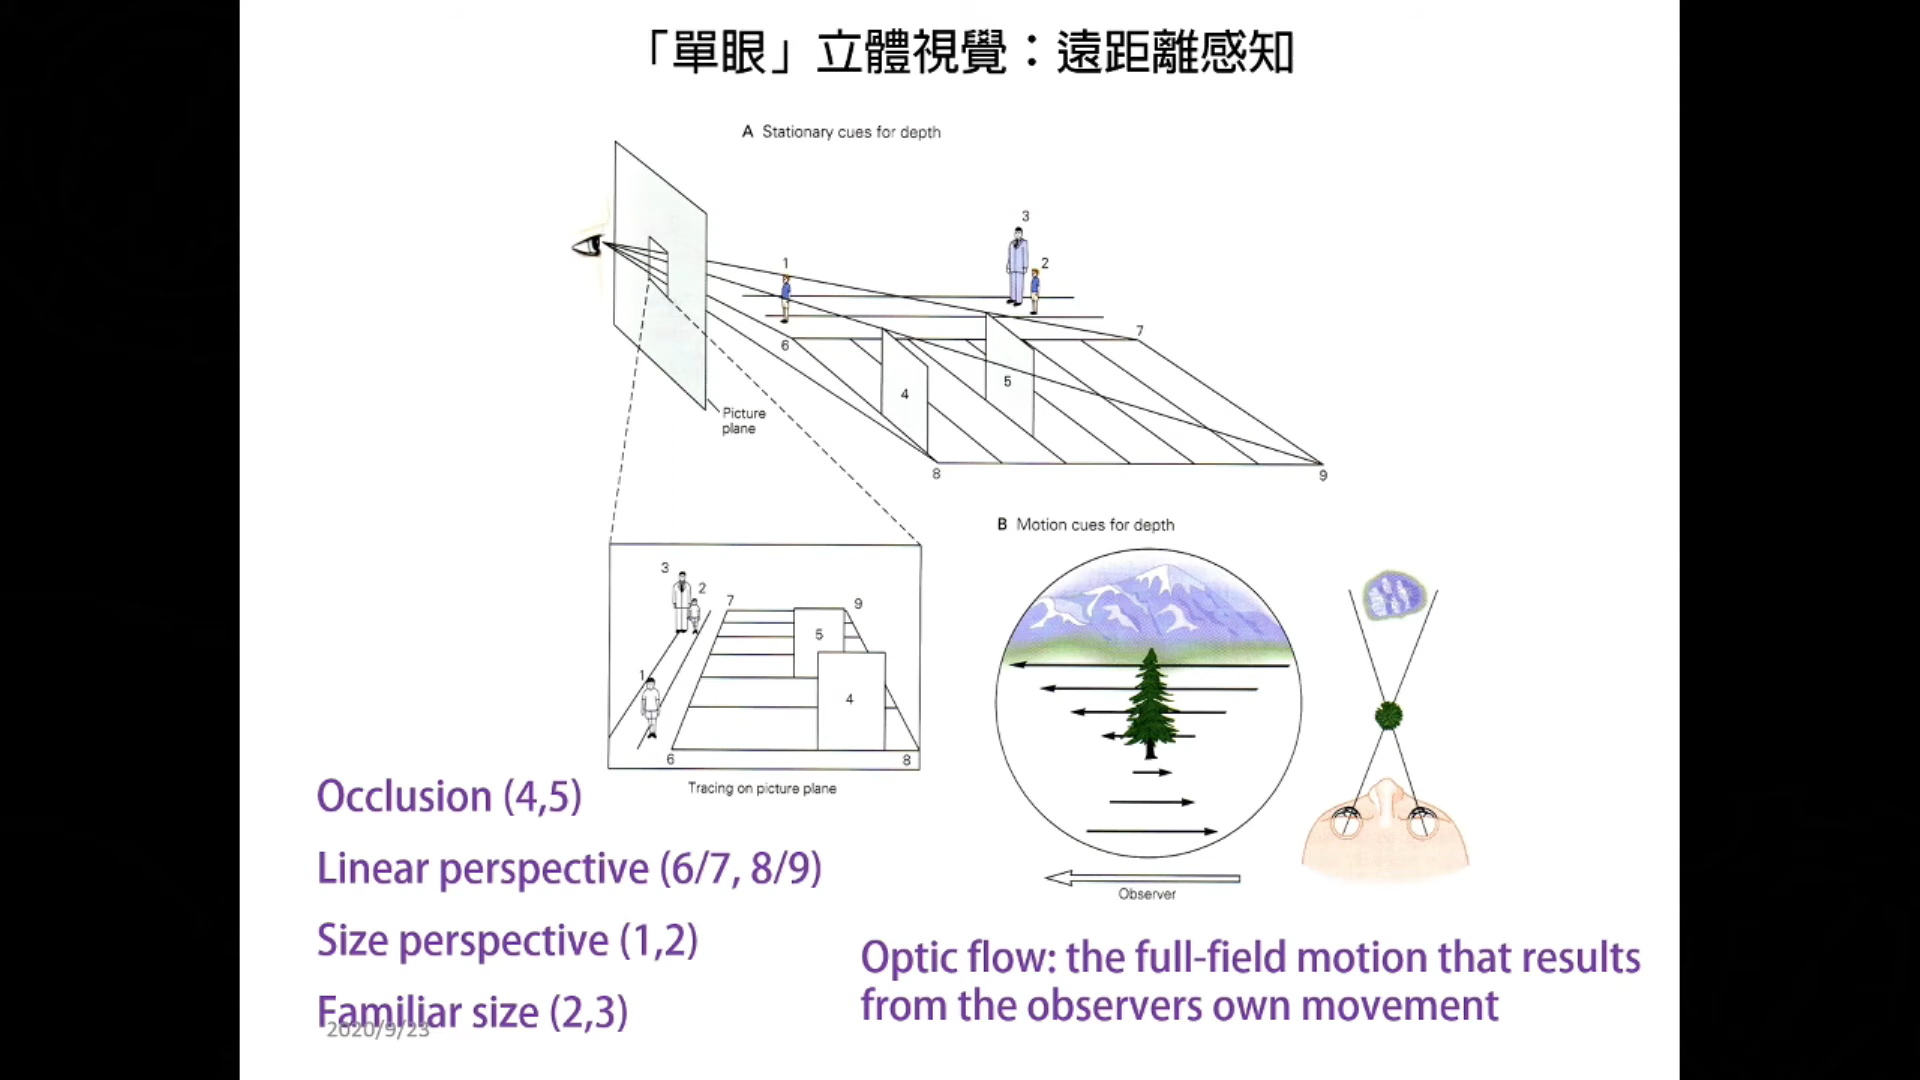 「單眼」立體視覺：遠距離感知
A Stationary cues for depth
3
1
2
7
6
5
4
Picture
plane
8
9
B Motion cues for depth
3
2
7
9
5
1
4
6
8
Tracing on picture plane
Observer
Occlusion (4,5)
Linear perspective (6/7, 8/9)
Size perspective (1,2)
Familiar size (2,3)
2020/9/23
Optic flow: the full-field motion that results
from the observers own movement